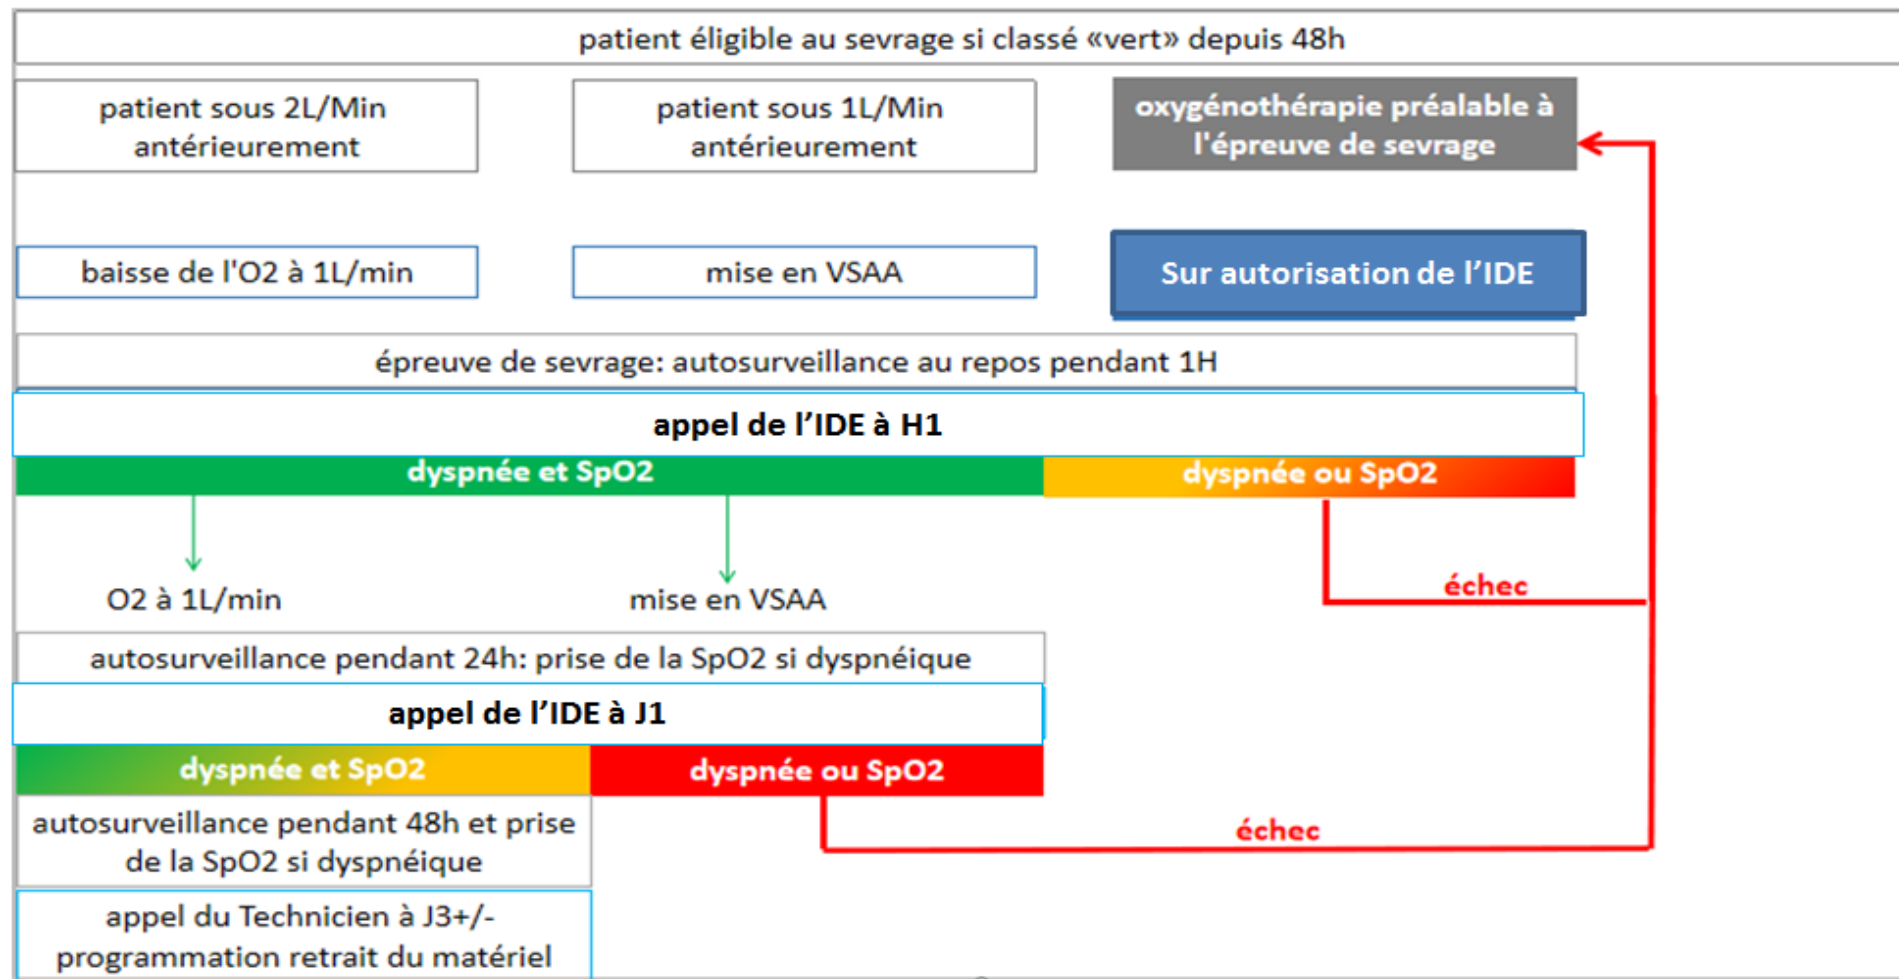 patient éligible au sevrage si classé «vert» depuis 48h
patient sous 2L/Min
antérieurement
patient sous 1L/Min
antérieurement
oxygénothérapie préalable à
l'épreuve de sevrage
baisse de l'O2 à 1L/min
mise en VSAA
Sur autorisation de l’IDE
épreuve de sevrage: autosurveillance au repos pendant 1H
appel de l’IDE à H1
dyspnée et SpO2
dyspnée ou SpO2
O2 à 1L/min
mise en VSAA
échec
autosurveillance pendant 24h: prise de la SpO2 si dyspnéique
appel de l’IDE à J1
dyspnée et SpO2
dyspnée ou SpO2
autosurveillance pendant 48h et prise
de la SpO2 si dyspnéique
échec
appel du Technicien à J3+/-
programmation retrait du matériel